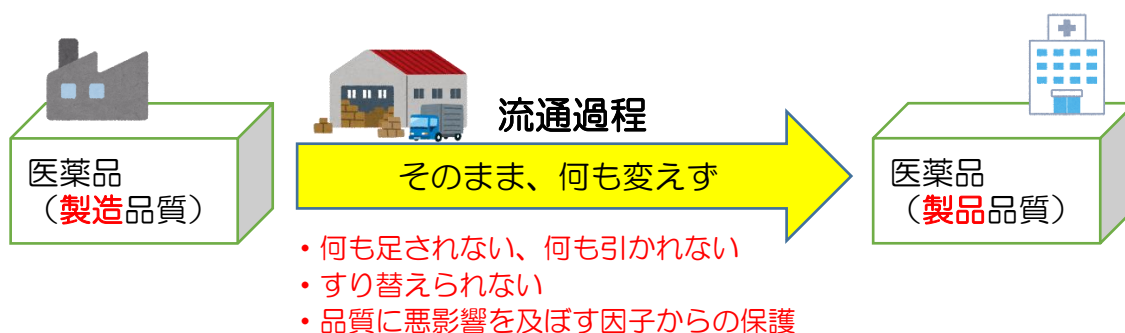 流通過程
医薬品
（製造品質）
そのまま、何も変えず
医薬品
（製品品質）
・何も足されない、何も引かれない
・すり替えられない
・品質に悪影響を及ぼす因子からの保護